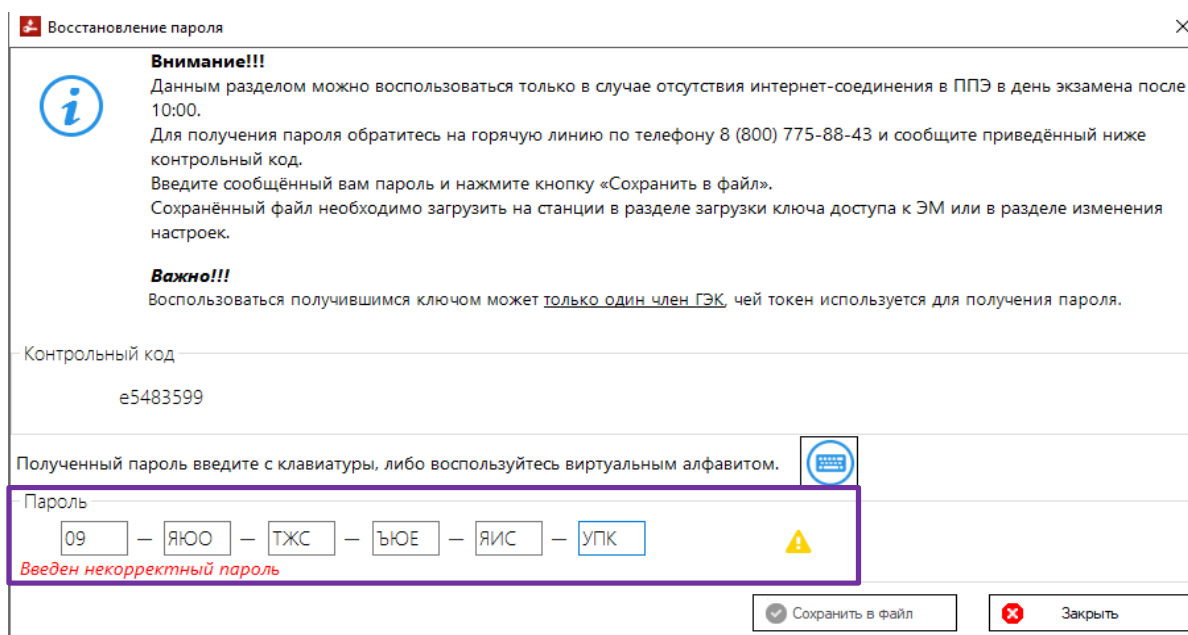 Восстановление пароля
Внимание!!!
Данным разделом можно воспользоваться только в случае отсутствия интернет-соединения в ППЭ в день экзамена после
10:00.
Для получения пароля обратитесь на горячую линию по телефону 8 (800) 775-88-43 и сообщите приведённый ниже
контрольный код.
Введите сообщённый вам пароль и нажмите кнопку «Сохранить в файл».
Сохранённый файл необходимо загрузить на станции в разделе загрузки ключа доступа к ЭМ или в разделе изменения
настроек.
Важно!!!
Воспользоваться получившимся ключом может только один член ГЭК, чей токен используется для получения пароля.
Контрольный код
e5483599
Полученный пароль введите с клавиатуры, либо воспользуйтесь виртуальным алфавитом.
Пароль
09 — ЯЮО — ТЖС — ЪЮЕ — ЯИС — УПК
Введен некорректный пароль
Сохранить в файл Закрыть